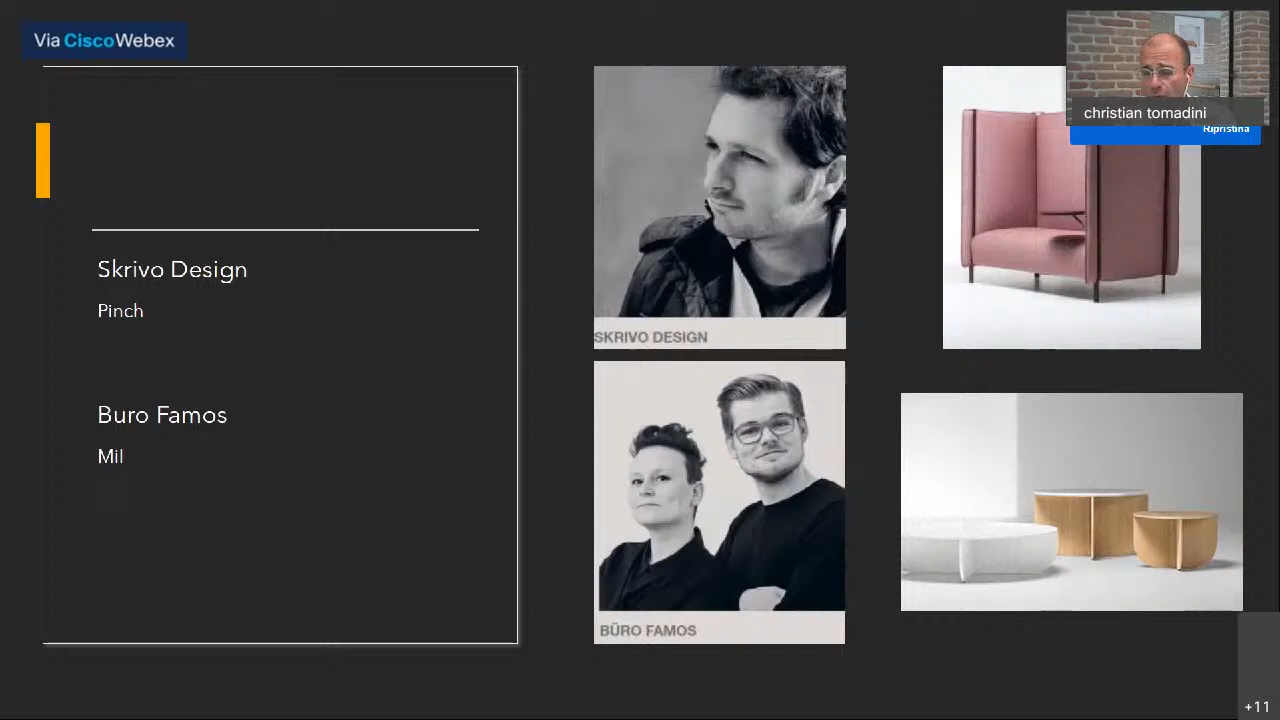 Via CiscoWebex
Skrivo Design
Pinch
Buro Famos
Mil
SKRIVO DESIGN
BÜRO FAMOS
christian tomadini
Ripristina
+11